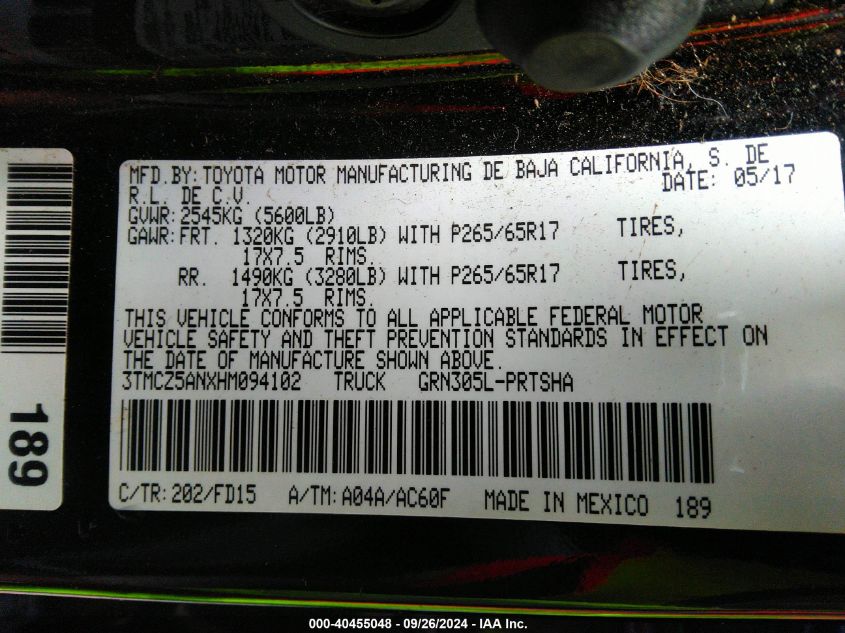 MFD.BY: TOYOTA MOTOR MANUFACTURING DE BAJA CALIFORNIA, S. DE
R.L. DE C.V. DATE: 05/17
GVWR: 2545KG (5600LB)
GAWR: FRT. 1320KG (2910LB) WITH P265/65R17 TIRES,
17X7.5 RIMS.
RR. 1490KG (3280LB) WITH P265/65R17 TIRES,
17X7.5 RIMS.
THIS VEHICLE CONFORMS TO ALL APPLICABLE FEDERAL MOTOR
VEHICLE SAFETY AND THEFT PREVENTION STANDARDS IN EFFECT ON
THE DATE OF MANUFACTURE SHOWN ABOVE.
3TMCZ5ANXHM094102 TRUCK GRN305L-PRTSHA
C/TR: 202/FD15 A/TM: A04A/AC60F MADE IN MEXICO 189
189
000-40455048 - 09/26/2024 - IAA Inc.